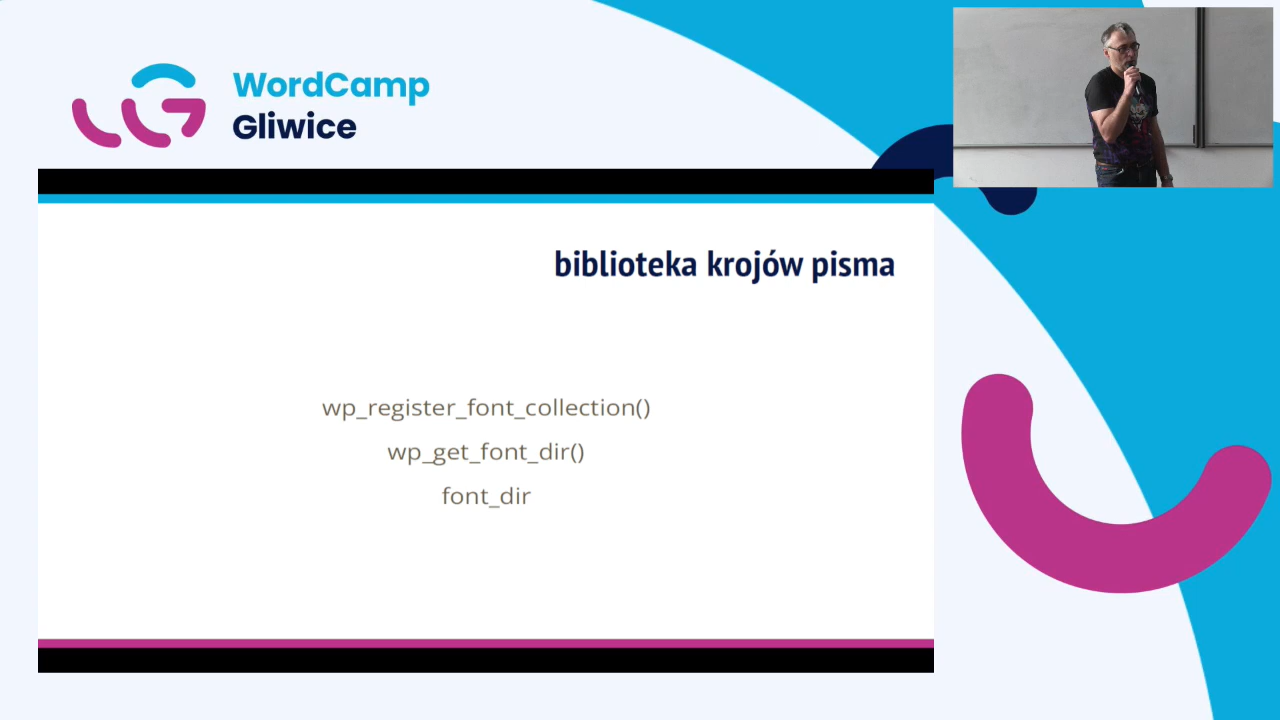 WordCamp
Gliwice
biblioteka krojów pisma
wp_register_font_collection()
wp_get_font_dir()
font_dir